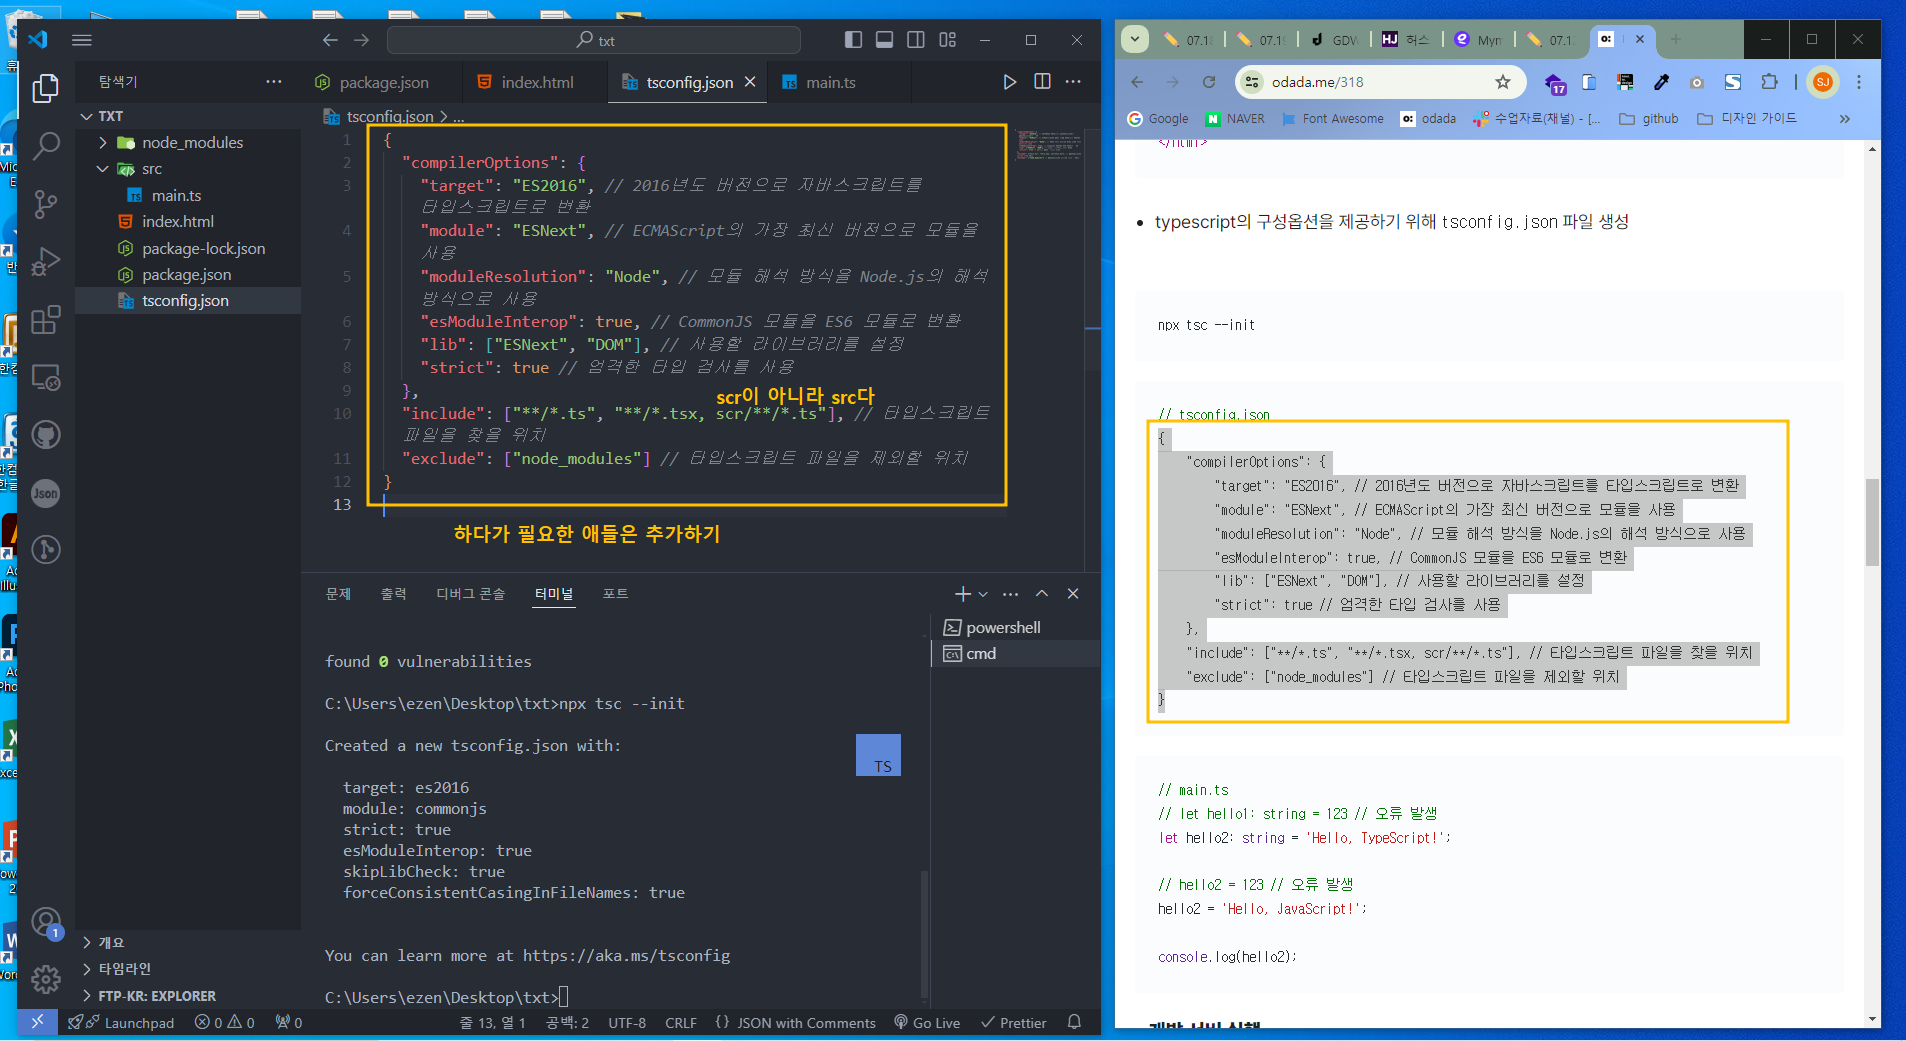 txt
탐색기
package.json
index.html
tsconfig.json
main.ts
TXT
node_modules
src
main.ts
index.html
package-lock.json
package.json
tsconfig.json
개요
타임라인
FTP-KR: EXPLORER
Json
1
tsconfig.json > ...
1 {
2 "compilerOptions": {
3 "target": "ES2016", // 2016년도 버전으로 자바스크립트를
타입스크립트로 변환
4 "module": "ESNext", // ECMAScript의 가장 최신 버전으로 모듈을
사용
5 "moduleResolution": "Node", // 모듈 해석 방식을 Node.js의 해석
방식으로 사용
6 "esModuleInterop": true, // CommonJS 모듈을 ES6 모듈로 변환
7 "lib": ["ESNext", "DOM"], // 사용할 라이브러리를 설정
8 "strict": true // 엄격한 타입 검사를 사용
9 },
scr이 아니라 src다
10 "include": ["**/*.ts", "**/*.tsx, scr/**/*.ts"], // 타입스크립트
파일을 찾을 위치
11 "exclude": ["node_modules"] // 타입스크립트 파일을 제외할 위치
12 }
13
하다가 필요한 애들은 추가하기
문제 출력 디버그 콘솔 터미널 포트
powershell
cmd
found 0 vulnerabilities
C:\Users\ezen\Desktop\txt>npx tsc --init
Created a new tsconfig.json with:
TS
target: es2016
module: commonjs
strict: true
esModuleInterop: true
skipLibCheck: true
forceConsistentCasingInFileNames: true
You can learn more at https://aka.ms/tsconfig
C:\Users\ezen\Desktop\txt>
Launchpad 0 0 0 줄 13, 열 1 공백: 2 UTF-8 CRLF {} JSON with Comments Go Live Prettier
GDW HJ 허스
odada.me/318
17
SJ
Google NAVER Font Awesome odada 수업자료(채널) - [... github 디자인 가이드
</html>
• typescript의 구성옵션을 제공하기 위해 tsconfig.json 파일 생성
npx tsc --init
// tsconfig.json
{
"compilerOptions": {
"target": "ES2016", // 2016년도 버전으로 자바스크립트를 타입스크립트로 변환
"module": "ESNext", // ECMAScript의 가장 최신 버전으로 모듈을 사용
"moduleResolution": "Node", // 모듈 해석 방식을 Node.js의 해석 방식으로 사용
"esModuleInterop": true, // CommonJS 모듈을 ES6 모듈로 변환
"lib": ["ESNext", "DOM"], // 사용할 라이브러리를 설정
"strict": true // 엄격한 타입 검사를 사용
},
"include": ["**/*.ts", "**/*.tsx, scr/**/*.ts"], // 타입스크립트 파일을 찾을 위치
"exclude": ["node_modules"] // 타입스크립트 파일을 제외할 위치
}
// main.ts
// let hello1: string = 123 // 오류 발생
let hello2: string = 'Hello, TypeScript!';
// hello2 = 123 // 오류 발생
hello2 = 'Hello, JavaScript!';
console.log(hello2);